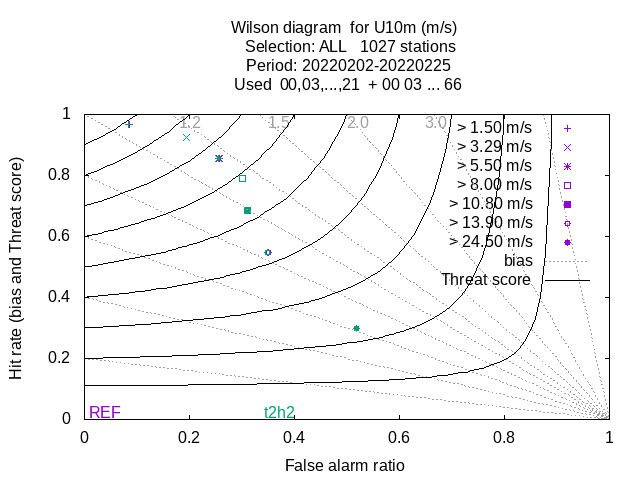 Wilson diagram  for U10m (m/s)
Selection: ALL   1027 stations
Period: 20220202-20220225
Used  00,03,...,21  + 00 03 ... 66
Hit rate (bias and Threat score)
1
0.8
0.6
0.4
0.2
0
1.2
1.5
2.0
3.0
> 1.50 m/s
> 3.29 m/s
> 5.50 m/s
> 8.00 m/s
> 10.80 m/s
> 13.90 m/s
> 24.50 m/s
bias
Threat score
REF
t2h2
0
0.2
0.4
0.6
0.8
1
False alarm ratio